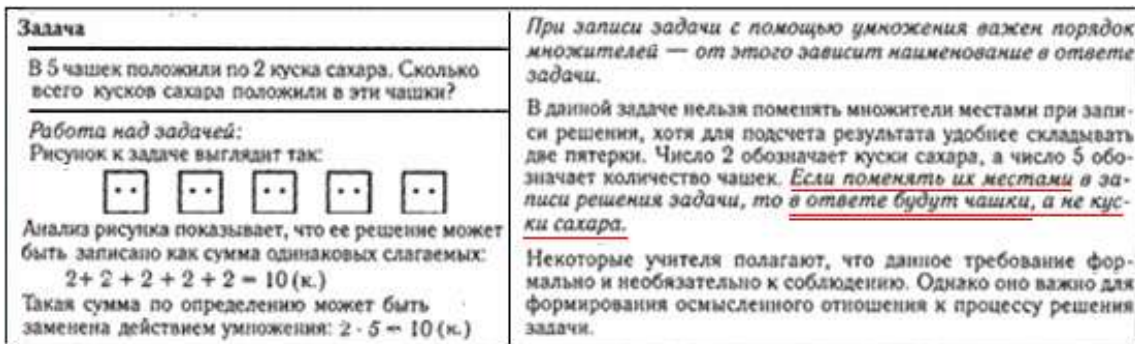 Задача
В 5 чашек положили по 2 куска сахара. Сколько
всего кусков сахара положили в эти чашки?
Работа над задачей:
Рисунок к задаче выглядит так:
Анализ рисунка показывает, что ее решение может
быть записано как сумма одинаковых слагаемых:
2+ 2 + 2 + 2 + 2 = 10 (к.)
Такая сумма по определению может быть
заменена действием умножения: 2 · 5 = 10 (к.)
При записи задачи с помощью умножения важен порядок
множителей — от этого зависит наименование в ответе
задачи.
В данной задаче нельзя поменять множители местами при запи-
си решения, хотя для подсчета результата удобнее складывать
две пятерки. Число 2 обозначает куски сахара, а число 5 обо-
значает количество чашек. Если поменять их местами в за-
писи решения задачи, то в ответе будут чашки, а не кус-
ки сахара.
Некоторые учителя полагают, что данное требование фор-
мально и необязательно к соблюдению. Однако оно важно для
формирования осмысленного отношения к процессу решения
задачи.